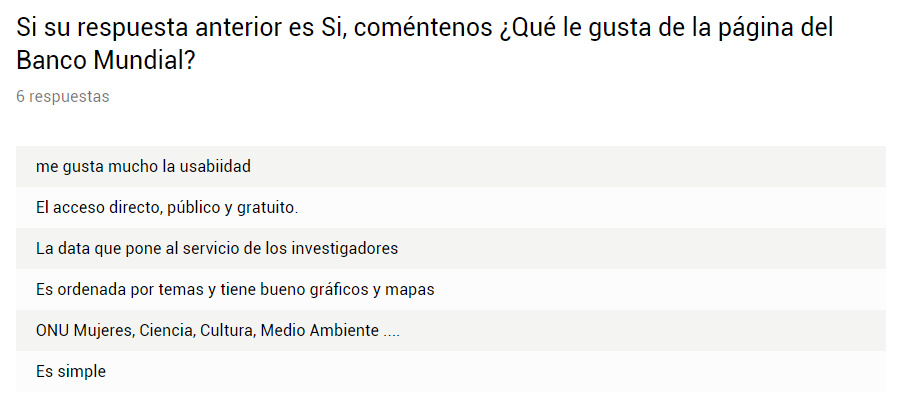 Si su respuesta anterior es Si, coméntenos ¿Qué le gusta de la página del
Banco Mundial?
6 respuestas
me gusta mucho la usabiidad
El acceso directo, público y gratuito.
La data que pone al servicio de los investigadores
Es ordenada por temas y tiene bueno gráficos y mapas
ONU Mujeres, Ciencia, Cultura, Medio Ambiente ....
Es simple